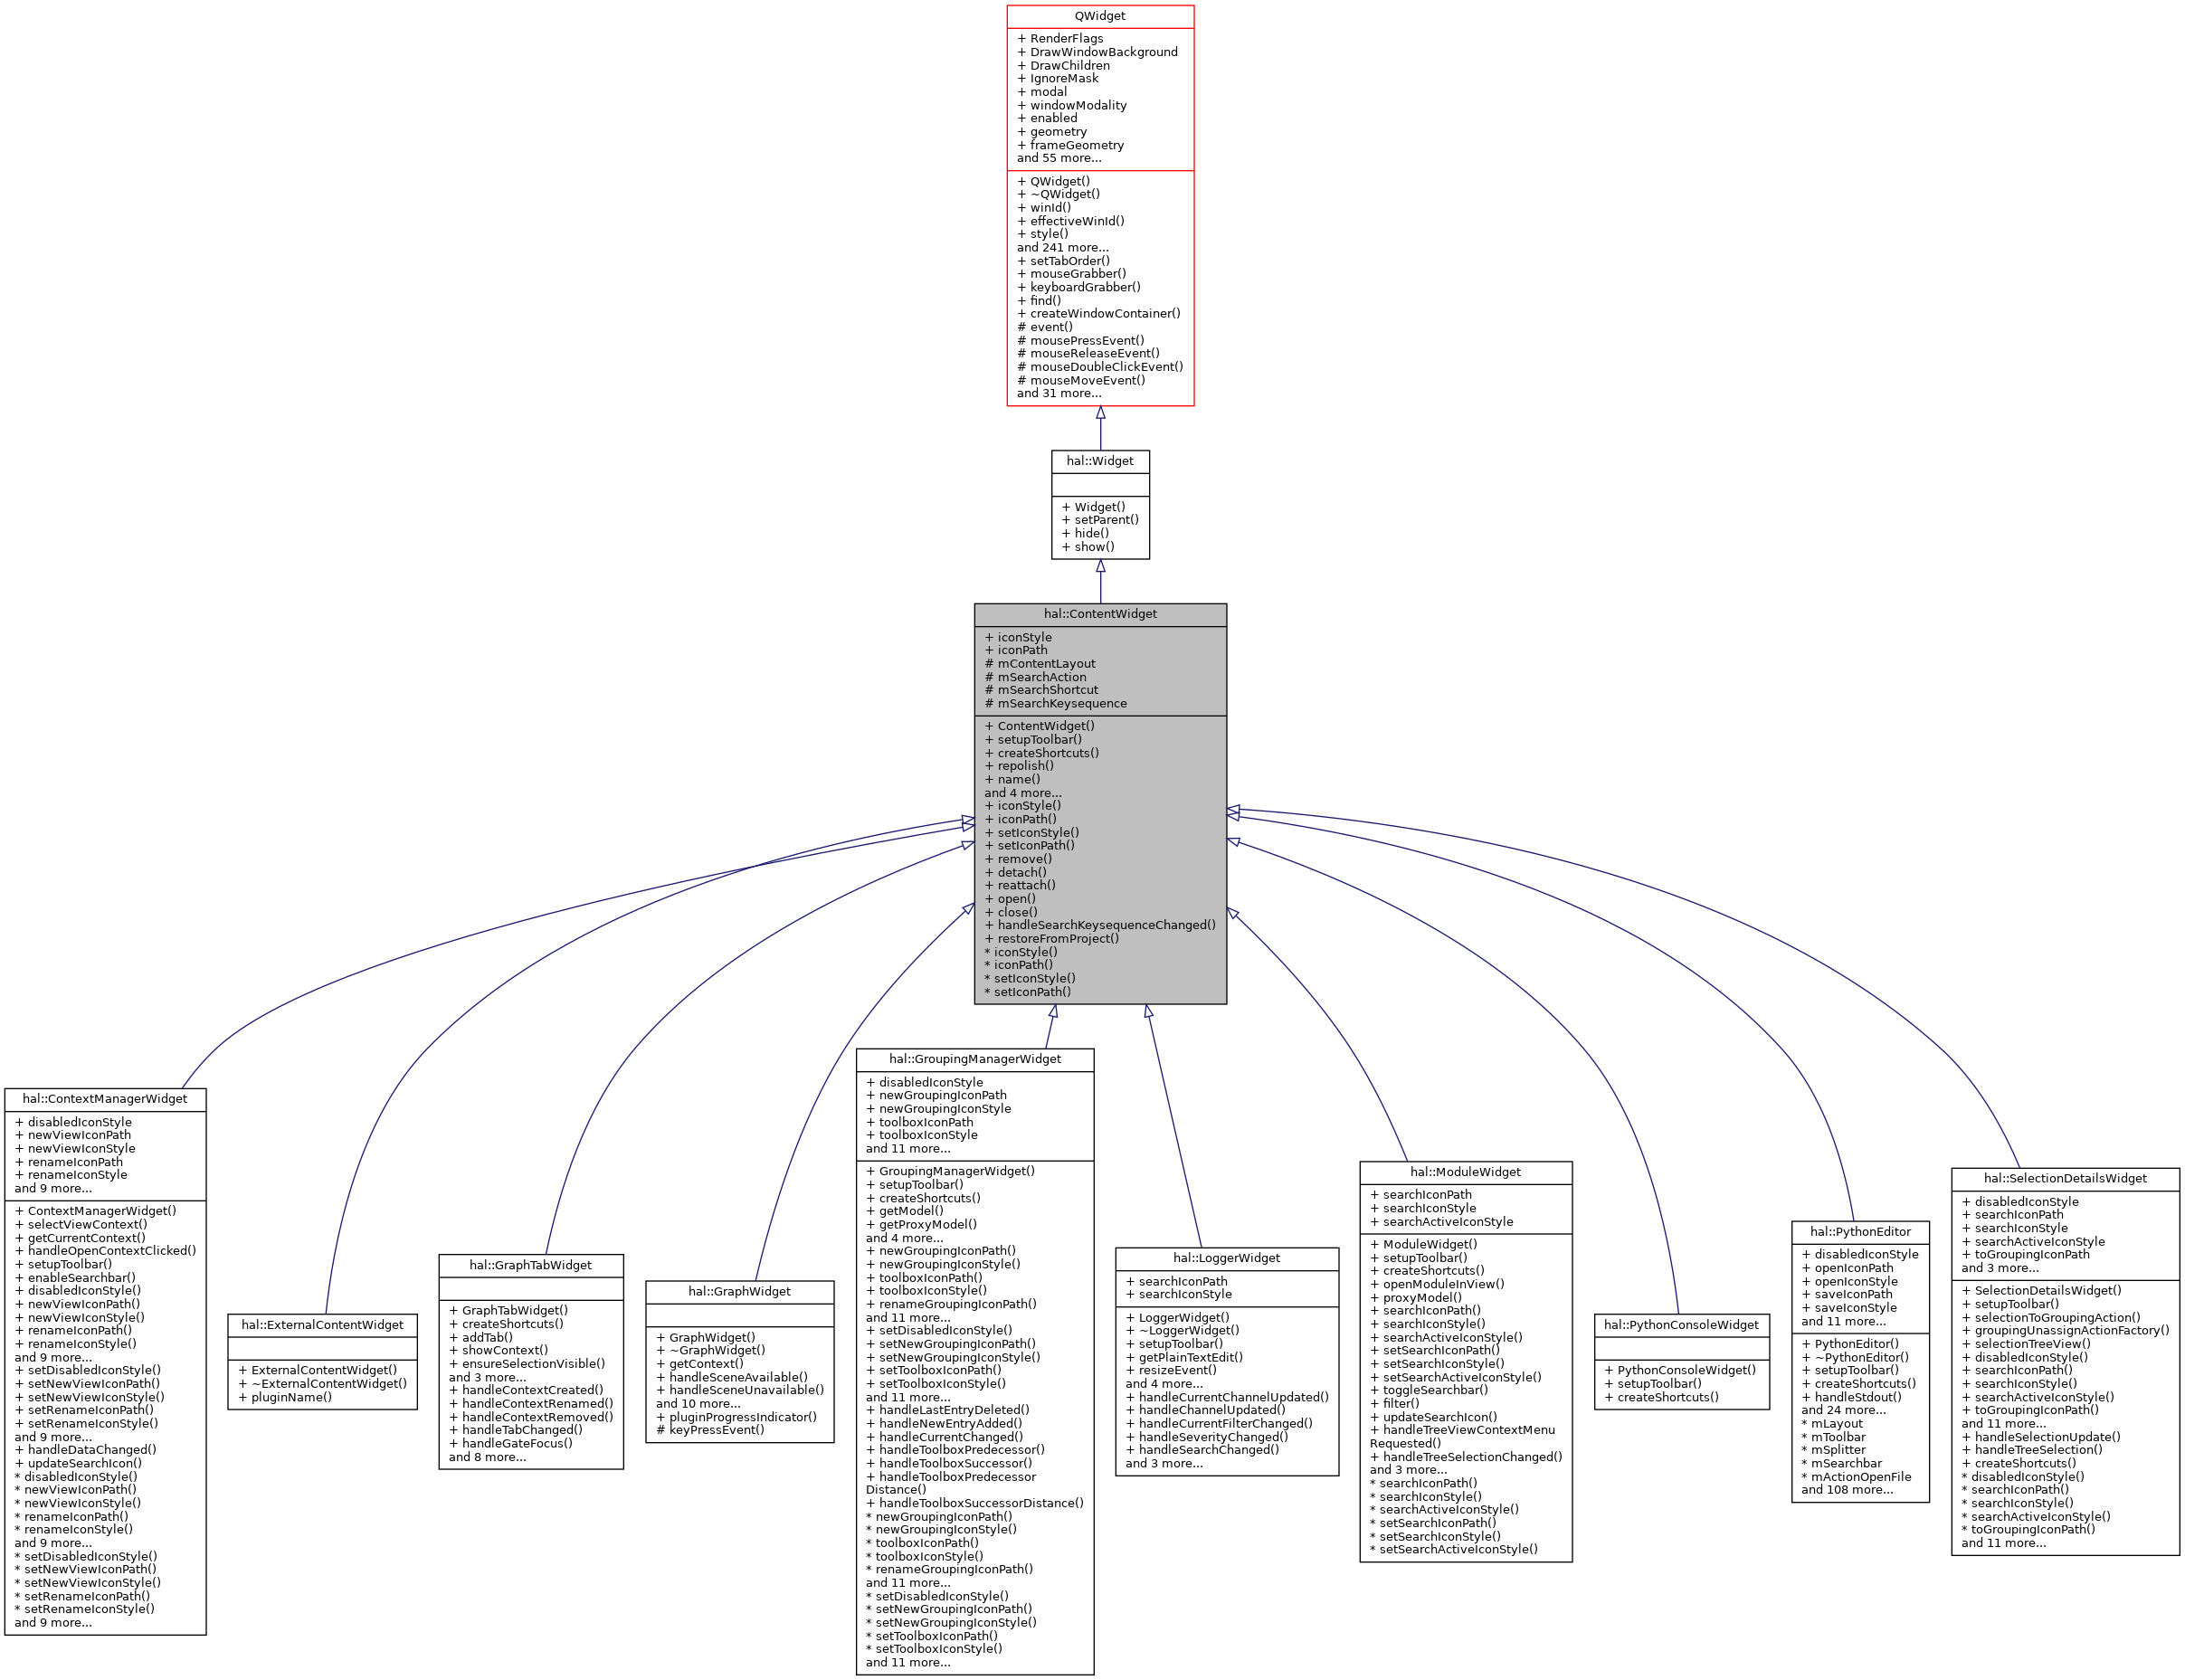 QWidget
+ RenderFlags
+ DrawWindowBackground
+ DrawChildren
+ IgnoreMask
+ modal
+ windowModality
+ enabled
+ geometry
+ frameGeometry
and 55 more...
+ QWidget()
+ ~QWidget()
+ winId()
+ effectiveWinId()
+ style()
and 241 more...
+ setTabOrder()
+ mouseGrabber()
+ keyboardGrabber()
+ find()
+ createWindowContainer()
# event()
# mousePressEvent()
# mouseReleaseEvent()
# mouseDoubleClickEvent()
# mouseMoveEvent()
and 31 more...
hal::Widget
+ Widget()
+ setParent()
+ hide()
+ show()
hal::ContentWidget
+ iconStyle
+ iconPath
# mContentLayout
# mSearchAction
# mSearchShortcut
# mSearchKeysequence
+ ContentWidget()
+ setupToolbar()
+ createShortcuts()
+ repolish()
+ name()
and 4 more...
+ iconStyle()
+ iconPath()
+ setIconStyle()
+ setIconPath()
+ remove()
+ detach()
+ reattach()
+ open()
+ close()
+ handleSearchKeysequenceChanged()
+ restoreFromProject()
* iconStyle()
* iconPath()
* setIconStyle()
* setIconPath()
hal::ContextManagerWidget
+ disabledIconStyle
+ newViewIconPath
+ newViewIconStyle
+ renameIconPath
+ renameIconStyle
and 9 more...
+ ContextManagerWidget()
+ selectViewContext()
+ getCurrentContext()
+ handleOpenContextClicked()
+ setupToolbar()
+ enableSearchbar()
+ disabledIconStyle()
+ newViewIconPath()
+ newViewIconStyle()
+ renameIconPath()
+ renameIconStyle()
and 9 more...
+ setDisabledIconStyle()
+ setNewViewIconPath()
+ setNewViewIconStyle()
+ setRenameIconPath()
+ setRenameIconStyle()
and 9 more...
+ handleDataChanged()
+ updateSearchIcon()
* disabledIconStyle()
* newViewIconPath()
* newViewIconStyle()
* renameIconPath()
* renameIconStyle()
and 9 more...
* setDisabledIconStyle()
* setNewViewIconPath()
* setNewViewIconStyle()
* setRenameIconPath()
* setRenameIconStyle()
and 9 more...
hal::ExternalContentWidget
+ ExternalContentWidget()
+ ~ExternalContentWidget()
+ pluginName()
hal::GraphTabWidget
+ GraphTabWidget()
+ createShortcuts()
+ addTab()
+ showContext()
+ ensureSelectionVisible()
and 3 more...
+ handleContextCreated()
+ handleContextRenamed()
+ handleContextRemoved()
+ handleTabChanged()
+ handleGateFocus()
and 8 more...
hal::GraphWidget
+ GraphWidget()
+ ~GraphWidget()
+ getContext()
+ handleSceneAvailable()
+ handleSceneUnavailable()
and 10 more...
+ pluginProgressIndicator()
# keyPressEvent()
hal::GroupingManagerWidget
+ disabledIconStyle
+ newGroupingIconPath
+ newGroupingIconStyle
+ toolboxIconPath
+ toolboxIconStyle
and 11 more...
+ GroupingManagerWidget()
+ setupToolbar()
+ createShortcuts()
+ getModel()
+ getProxyModel()
and 4 more...
+ newGroupingIconPath()
+ newGroupingIconStyle()
+ toolboxIconPath()
+ toolboxIconStyle()
+ renameGroupingIconPath()
and 11 more...
+ setDisabledIconStyle()
+ setNewGroupingIconPath()
+ setNewGroupingIconStyle()
+ setToolboxIconPath()
+ setToolboxIconStyle()
and 11 more...
+ handleLastEntryDeleted()
+ handleNewEntryAdded()
+ handleCurrentChanged()
+ handleToolboxPredecessor()
+ handleToolboxSuccessor()
+ handleToolboxPredecessor
Distance()
+ handleToolboxSuccessorDistance()
* newGroupingIconPath()
* newGroupingIconStyle()
* toolboxIconPath()
* toolboxIconStyle()
* renameGroupingIconPath()
and 11 more...
* setDisabledIconStyle()
* setNewGroupingIconPath()
* setNewGroupingIconStyle()
* setToolboxIconPath()
* setToolboxIconStyle()
and 11 more...
hal::LoggerWidget
+ searchIconPath
+ searchIconStyle
+ LoggerWidget()
+ ~LoggerWidget()
+ setupToolbar()
+ getPlainTextEdit()
+ resizeEvent()
and 4 more...
+ handleCurrentChannelUpdated()
+ handleChannelUpdated()
+ handleCurrentFilterChanged()
+ handleSeverityChanged()
+ handleSearchChanged()
and 3 more...
hal::ModuleWidget
+ searchIconPath
+ searchIconStyle
+ searchActiveIconStyle
+ ModuleWidget()
+ setupToolbar()
+ createShortcuts()
+ openModuleInView()
+ proxyModel()
+ searchIconPath()
+ searchIconStyle()
+ searchActiveIconStyle()
+ setSearchIconPath()
+ setSearchIconStyle()
+ setSearchActiveIconStyle()
+ toggleSearchbar()
+ filter()
+ updateSearchIcon()
+ handleTreeViewContextMenu
Requested()
+ handleTreeSelectionChanged()
and 3 more...
* searchIconPath()
* searchIconStyle()
* searchActiveIconStyle()
* setSearchIconPath()
* setSearchIconStyle()
* setSearchActiveIconStyle()
hal::PythonConsoleWidget
+ PythonConsoleWidget()
+ setupToolbar()
+ createShortcuts()
hal::PythonEditor
+ disabledIconStyle
+ openIconPath
+ openIconStyle
+ saveIconPath
+ saveIconStyle
and 11 more...
+ PythonEditor()
+ ~PythonEditor()
+ setupToolbar()
+ createShortcuts()
+ handleStdout()
and 24 more...
* mLayout
* mToolbar
* mSplitter
* mSearchbar
* mActionOpenFile
and 108 more...
hal::SelectionDetailsWidget
+ disabledIconStyle
+ searchIconPath
+ searchIconStyle
+ searchActiveIconStyle
+ toGroupingIconPath
and 3 more...
+ SelectionDetailsWidget()
+ setupToolbar()
+ selectionToGroupingAction()
+ groupingUnassignActionFactory()
+ selectionTreeView()
+ disabledIconStyle()
+ searchIconPath()
+ searchIconStyle()
+ searchActiveIconStyle()
+ toGroupingIconPath()
and 11 more...
+ handleSelectionUpdate()
+ handleTreeSelection()
+ createShortcuts()
* disabledIconStyle()
* searchIconPath()
* searchIconStyle()
* searchActiveIconStyle()
* toGroupingIconPath()
and 11 more...